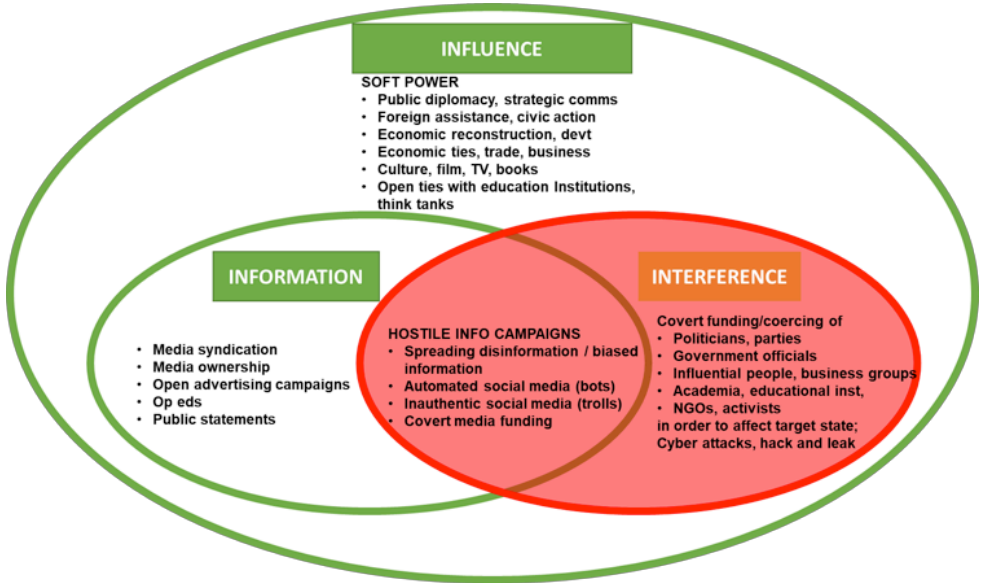 INFLUENCE
SOFT POWER
• Public diplomacy, strategic comms
• Foreign assistance, civic action
• Economic reconstruction, devt
• Economic ties, trade, business
• Culture, film, TV, books
• Open ties with education Institutions,
think tanks
INFORMATION
• Media syndication
• Media ownership
• Open advertising campaigns
• Op eds
• Public statements
HOSTILE INFO CAMPAIGNS
• Spreading disinformation / biased
information
• Automated social media (bots)
• Inauthentic social media (trolls)
• Covert media funding
INTERFERENCE
Covert funding/coercing of
• Politicians, parties
• Government officials
• Influential people, business groups
• Academia, educational inst,
• NGOs, activists
in order to affect target state;
Cyber attacks, hack and leak